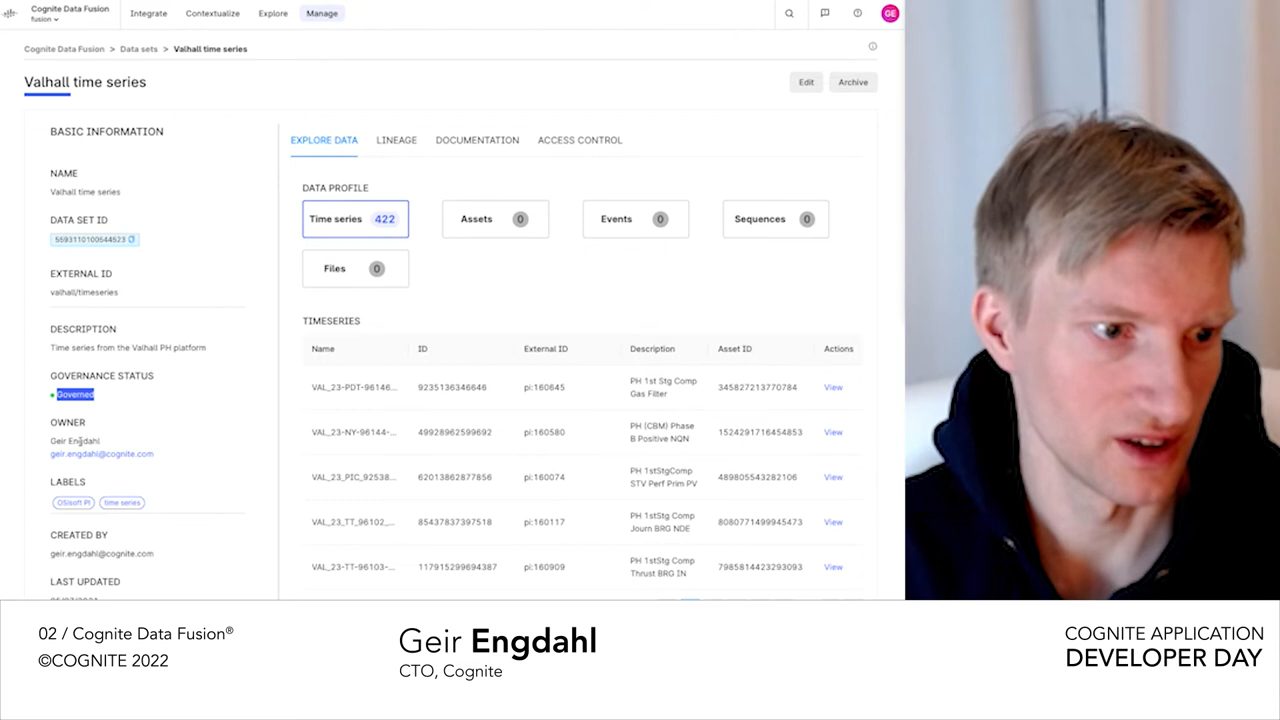 Cognite Data Fusion
fusion
Integrate
Contextualize
Explore
Manage
GE
Cognite Data Fusion > Data sets > Valhall time series
Valhall time series
Edit
Archive
BASIC INFORMATION
NAME
Valhall time series
DATA SET ID
5593110100544523
EXTERNAL ID
valhall/timeseries
DESCRIPTION
Time series from the Valhall PH platform
GOVERNANCE STATUS
Governed
OWNER
Geir Engdahl
geir.engdahl@cognite.com
LABELS
OSIsoft PI
time series
CREATED BY
geir.engdahl@cognite.com
LAST UPDATED
EXPLORE DATA
LINEAGE
DOCUMENTATION
ACCESS CONTROL
DATA PROFILE
Time series 422
Assets 0
Events 0
Sequences 0
Files 0
TIMESERIES
Name ID External ID Description Asset ID Actions
VAL_23-PDT-96146... 9235136346646 pi:160645 PH 1st Stg Comp 345827213770784 View
Gas Filter
VAL_23-NY-96144-... 49928962599692 pi:160580 PH (CBM) Phase 1524291716454853 View
B Positive NQN
VAL_23_PIC_92538... 62013862877856 pi:160074 PH 1stStgComp 489805543282106 View
STV Perf Prim PV
VAL_23_TT_96102_... 85437837397518 pi:160117 PH 1stStg Comp 8080771499945473 View
Journ BRG NDE
VAL_23-TT-96103-... 117915299694387 pi:160909 PH 1stStg Comp 7985814423293093 View
Thrust BRG IN
02 / Cognite Data Fusion®
©COGNITE 2022
Geir Engdahl
CTO, Cognite
COGNITE APPLICATION
DEVELOPER DAY